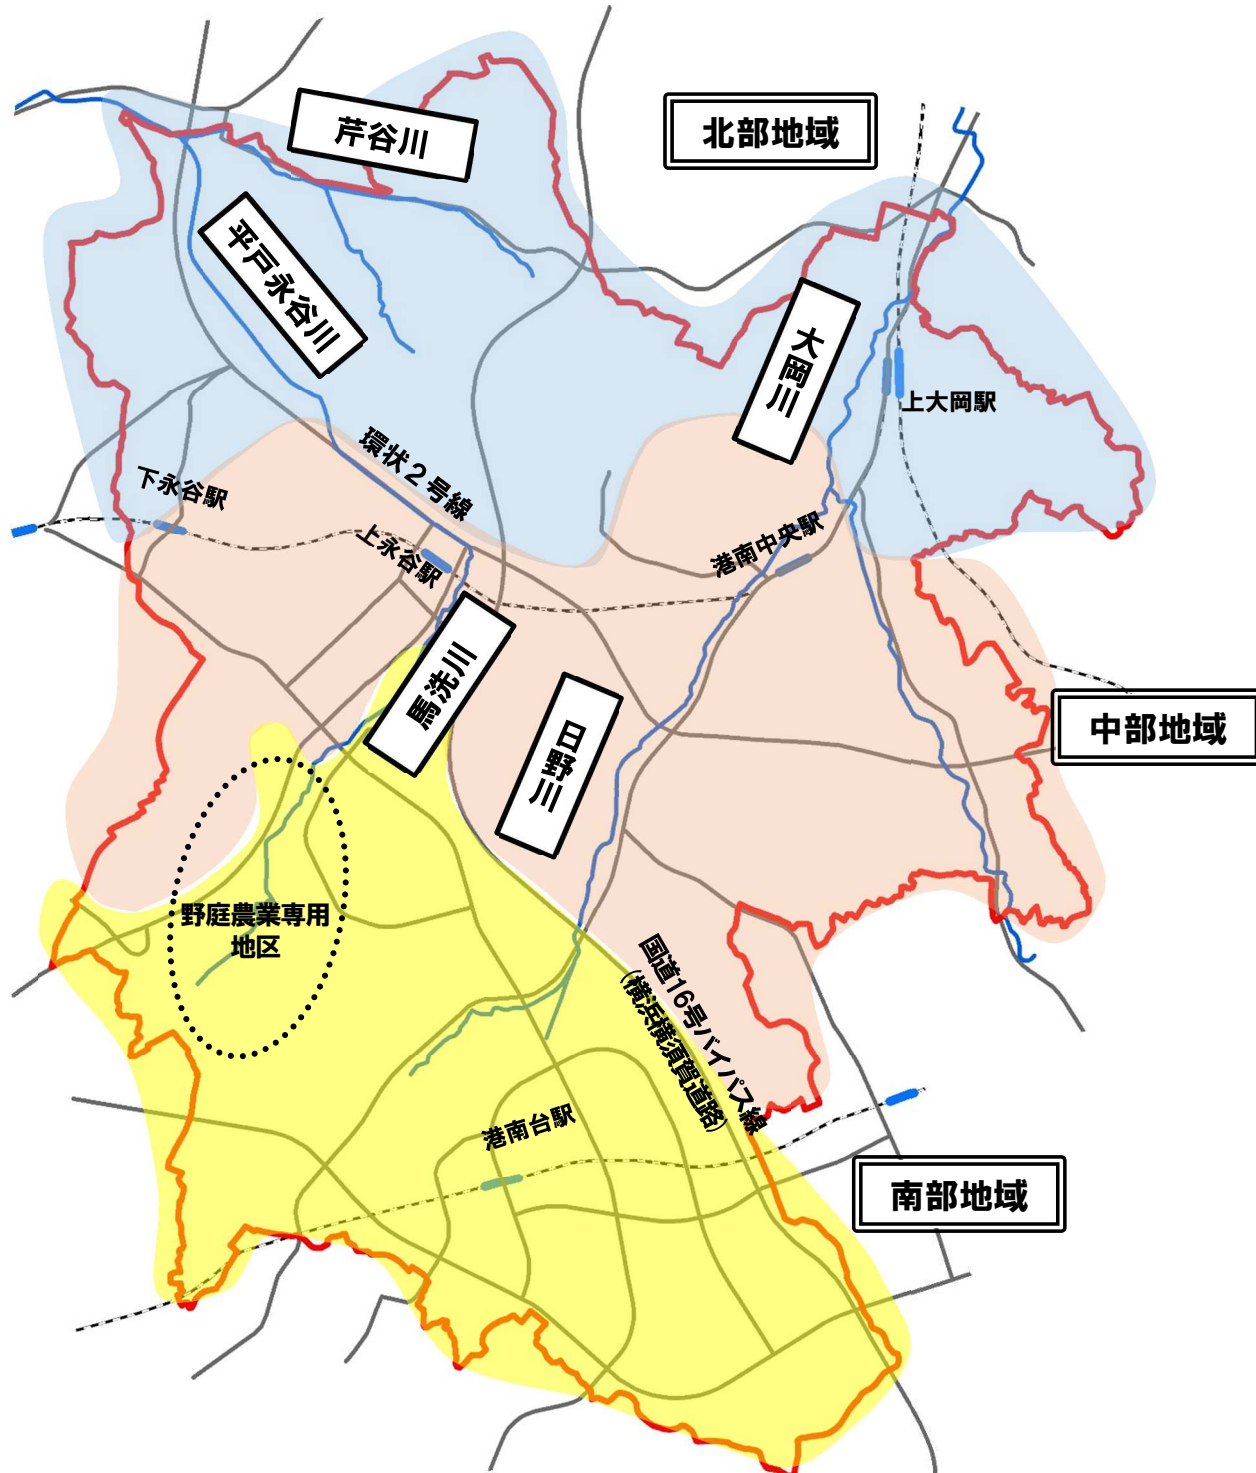 芹谷川
北部地域
平戸永谷川
大岡川
上大岡駅
環状２号線
下永谷駅
上永谷駅
港南中央駅
馬洗川
日野川
中部地域
野庭農業専用
地区
国道16号バイパス線
(横浜横須賀道路)
港南台駅
南部地域